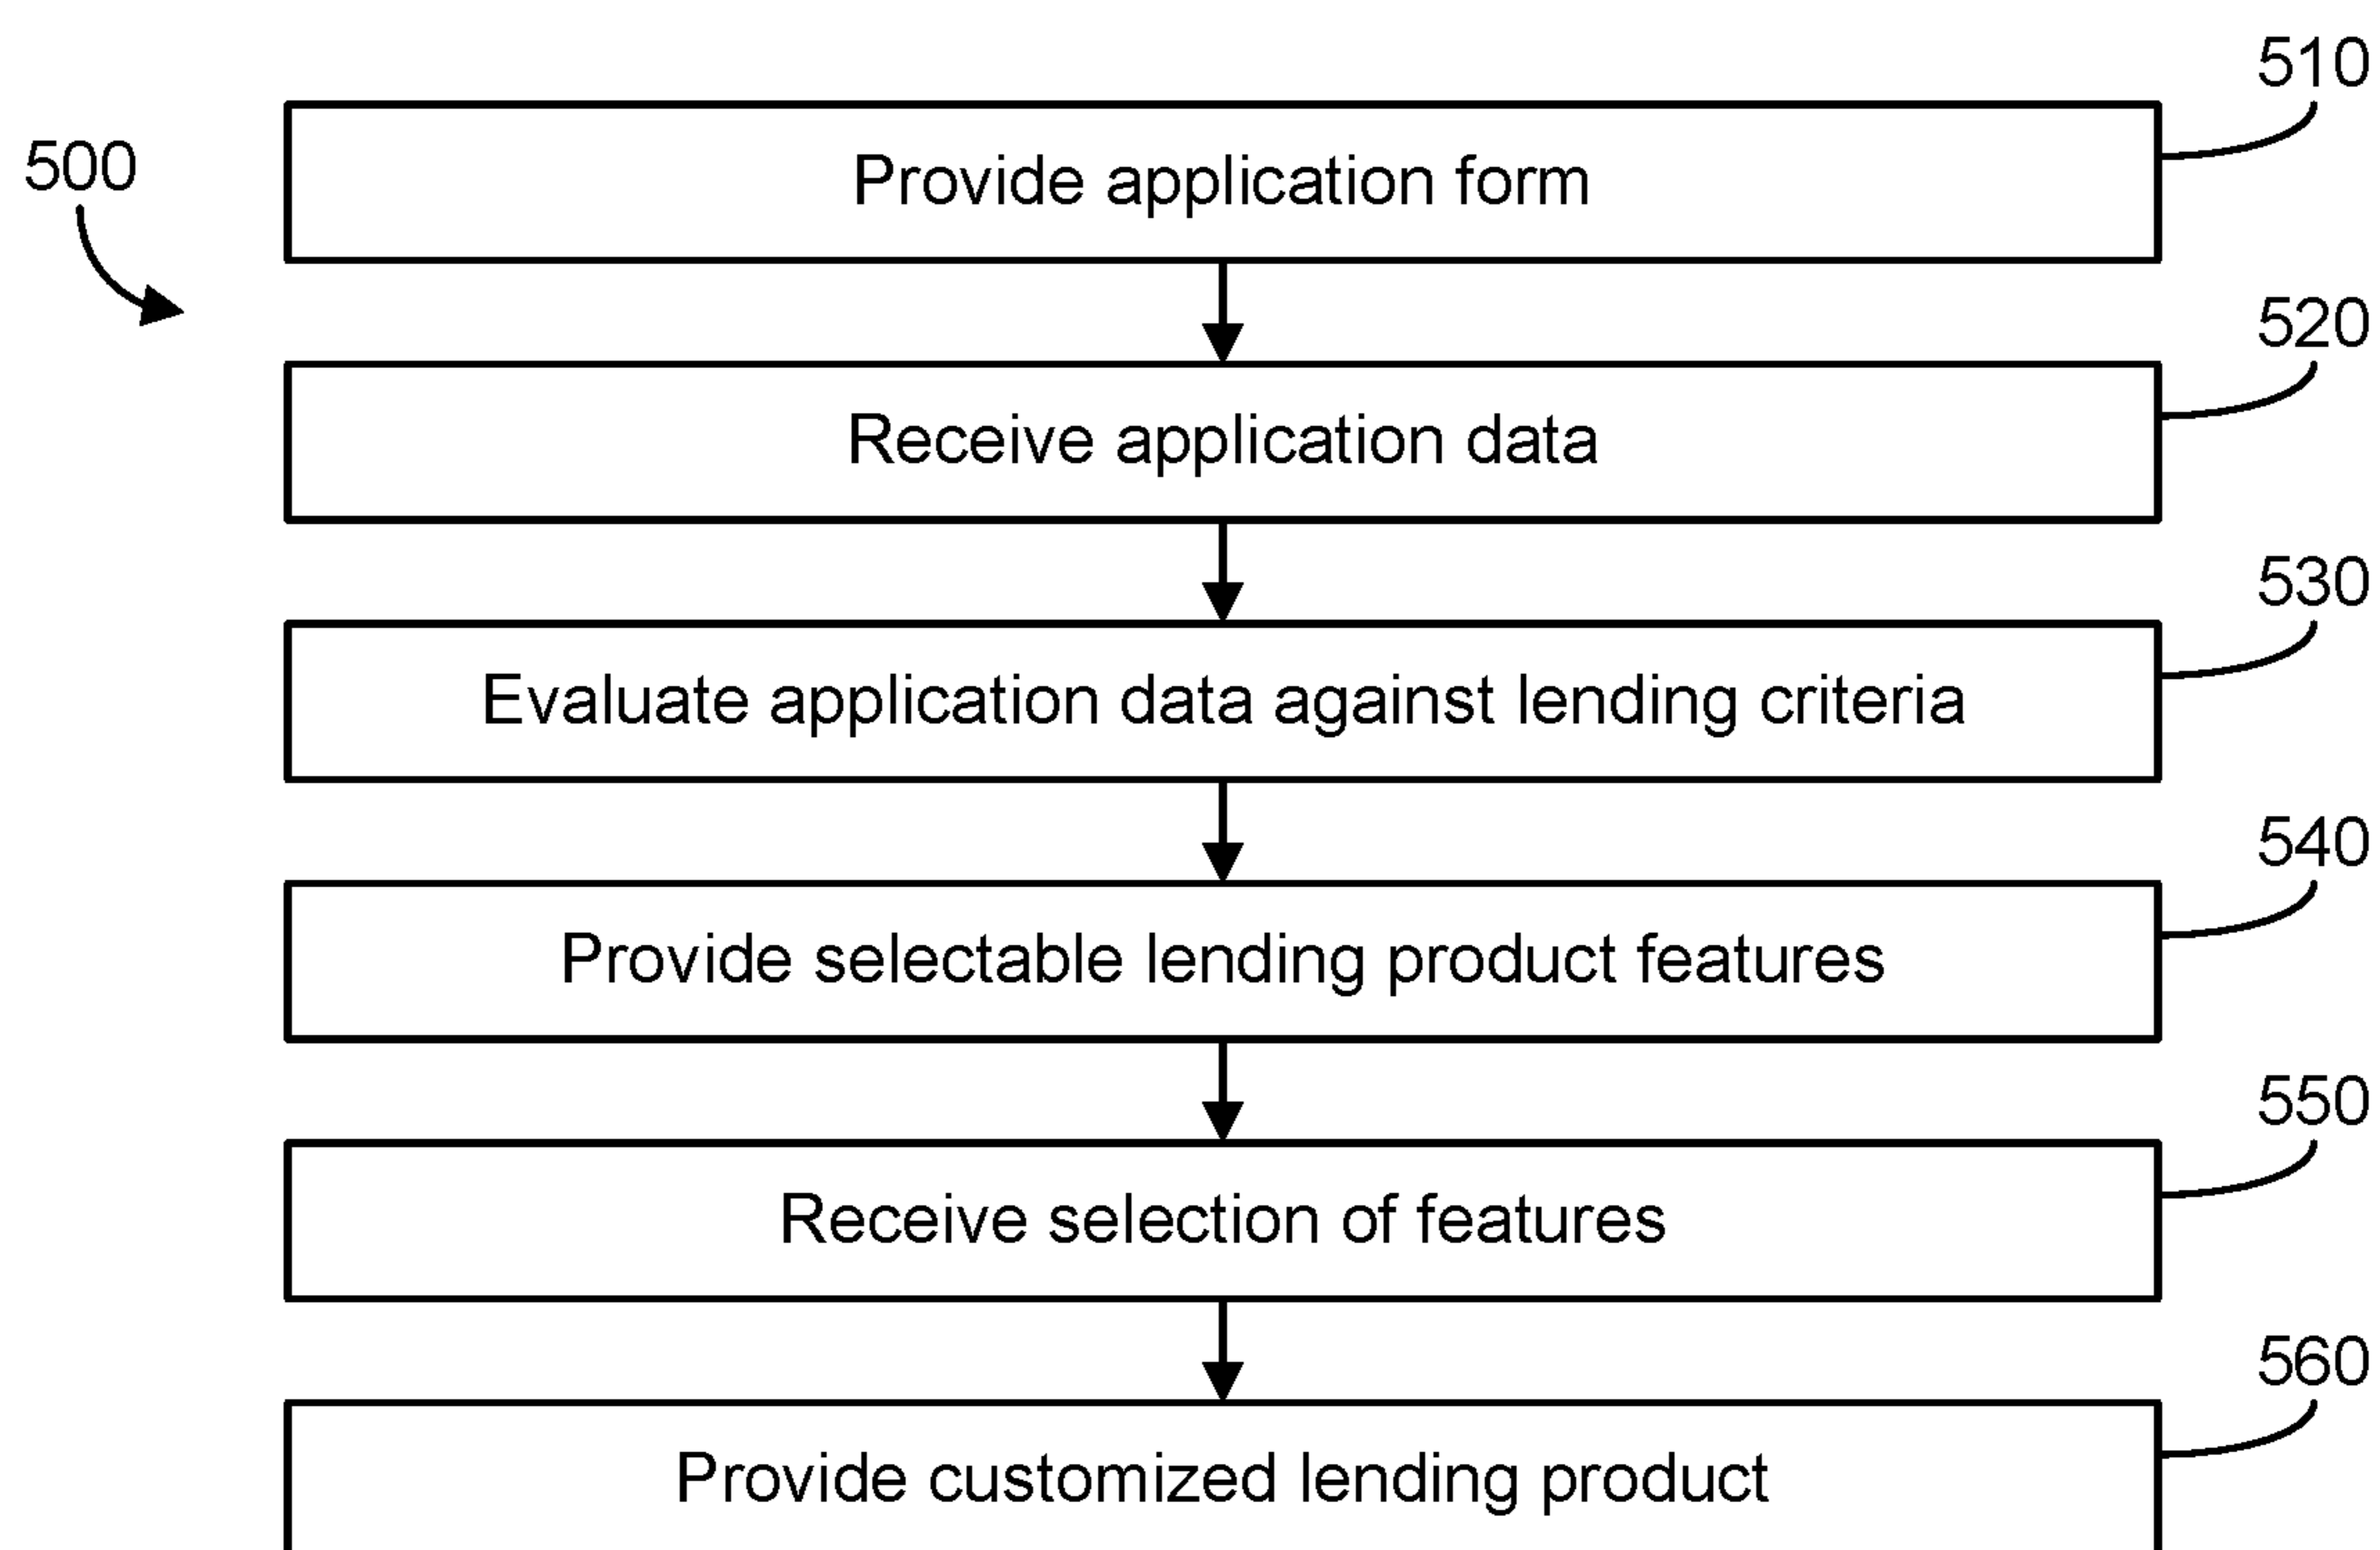 510
500
Provide application form
520
Receive application data
530
Evaluate application data against lending criteria
540
Provide selectable lending product features
550
Receive selection of features
560
Provide customized lending product